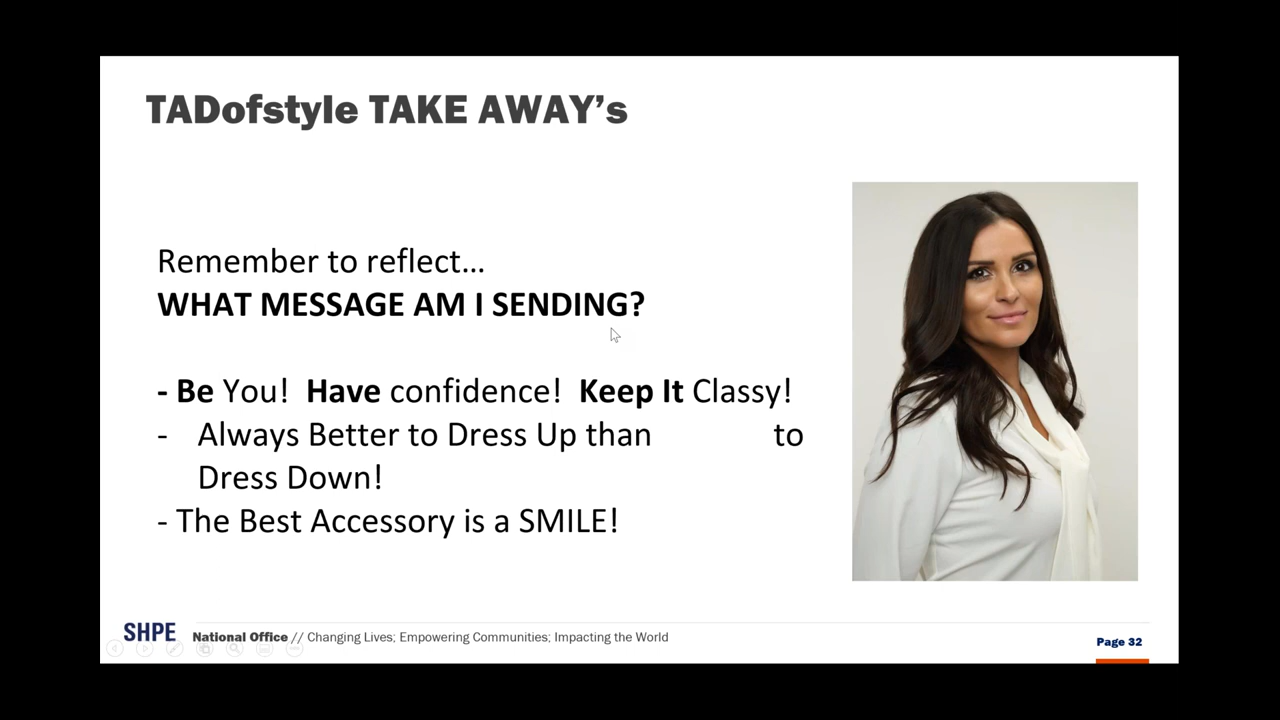 TADofstyle TAKE AWAY’s
Remember to reflect…
WHAT MESSAGE AM I SENDING?
- Be You!  Have confidence!  Keep It Classy!
- Always Better to Dress Up than to
Dress Down!
- The Best Accessory is a SMILE!
SHPE National Office // Changing Lives; Empowering Communities; Impacting the World
Page 32